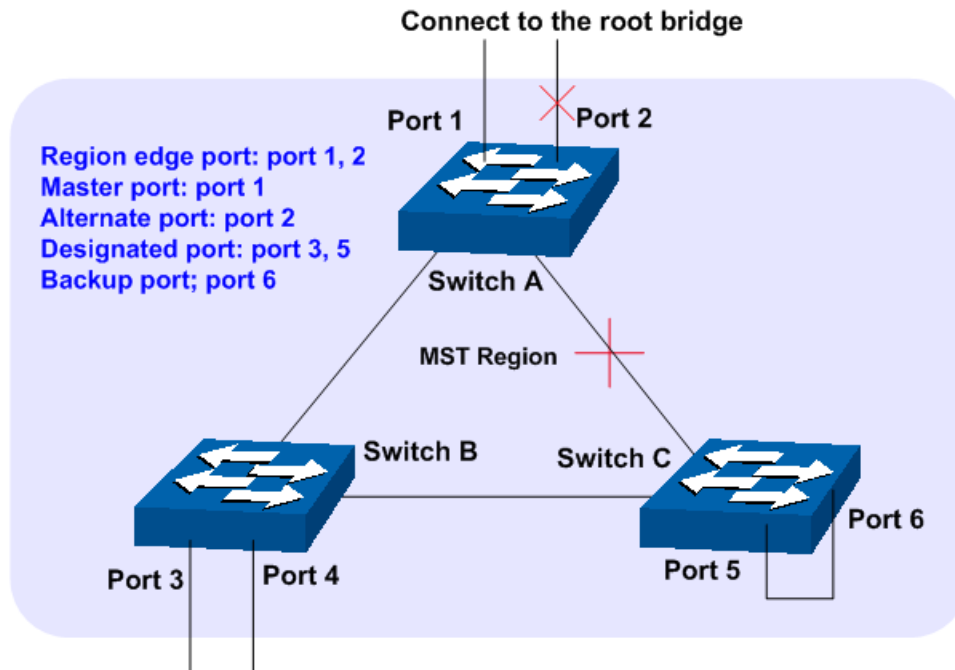 Connect to the root bridge
Port 1
Port 2
Region edge port: port 1, 2
Master port: port 1
Alternate port: port 2
Designated port: port 3, 5
Backup port; port 6
Switch A
MST Region
Switch B
Switch C
Port 6
Port 5
Port 3
Port 4